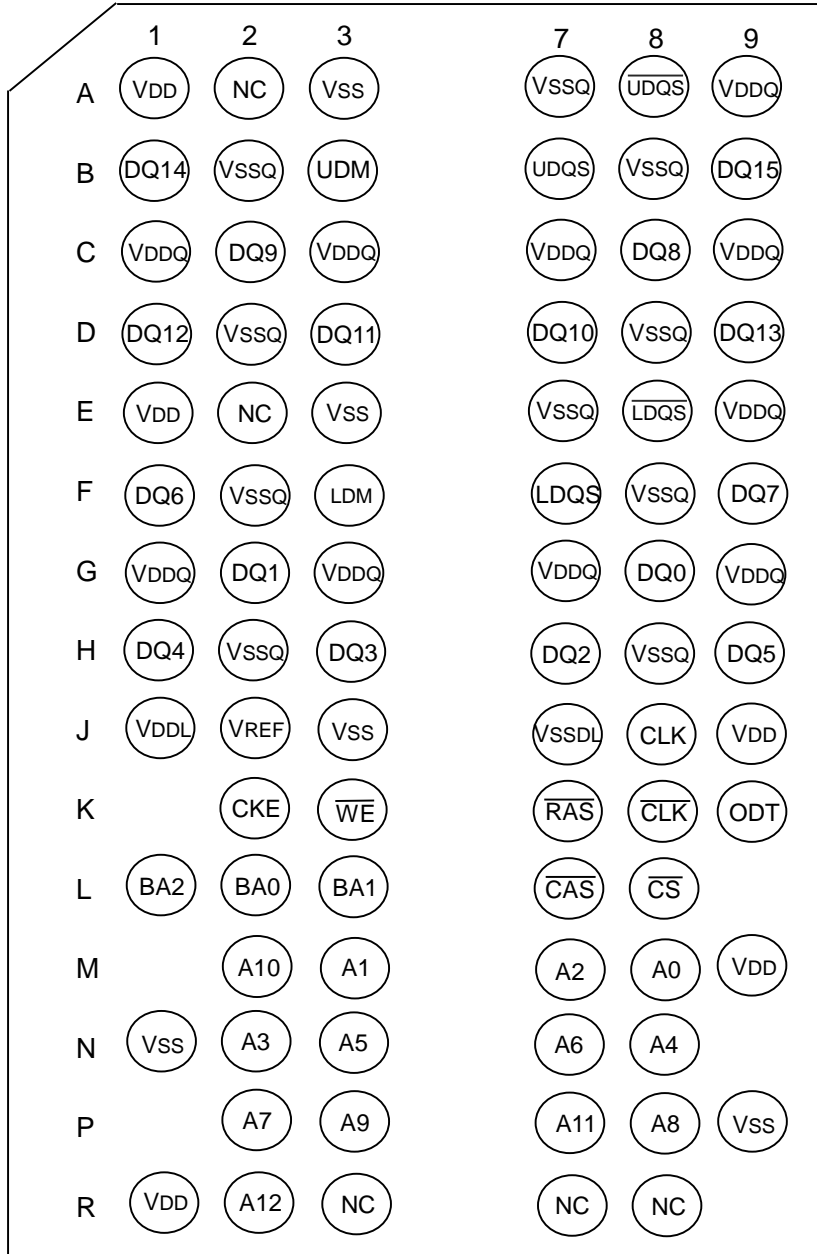 1 2 3 7 8 9
A VDD NC VSS VSSQ UDQS VDDQ
B DQ14 VSSQ UDM UDQS VSSQ DQ15
C VDDQ DQ9 VDDQ VDDQ DQ8 VDDQ
D DQ12 VSSQ DQ11 DQ10 VSSQ DQ13
E VDD NC VSS VSSQ LDQS VDDQ
F DQ6 VSSQ LDM LDQS VSSQ DQ7
G VDDQ DQ1 VDDQ VDDQ DQ0 VDDQ
H DQ4 VSSQ DQ3 DQ2 VSSQ DQ5
J VDDL VREF VSS VSSDL CLK VDD
K CKE WE RAS CLK ODT
L BA2 BA0 BA1 CAS CS
M A10 A1 A2 A0 VDD
N VSS A3 A5 A6 A4
P A7 A9 A11 A8 VSS
R VDD A12 NC NC NC